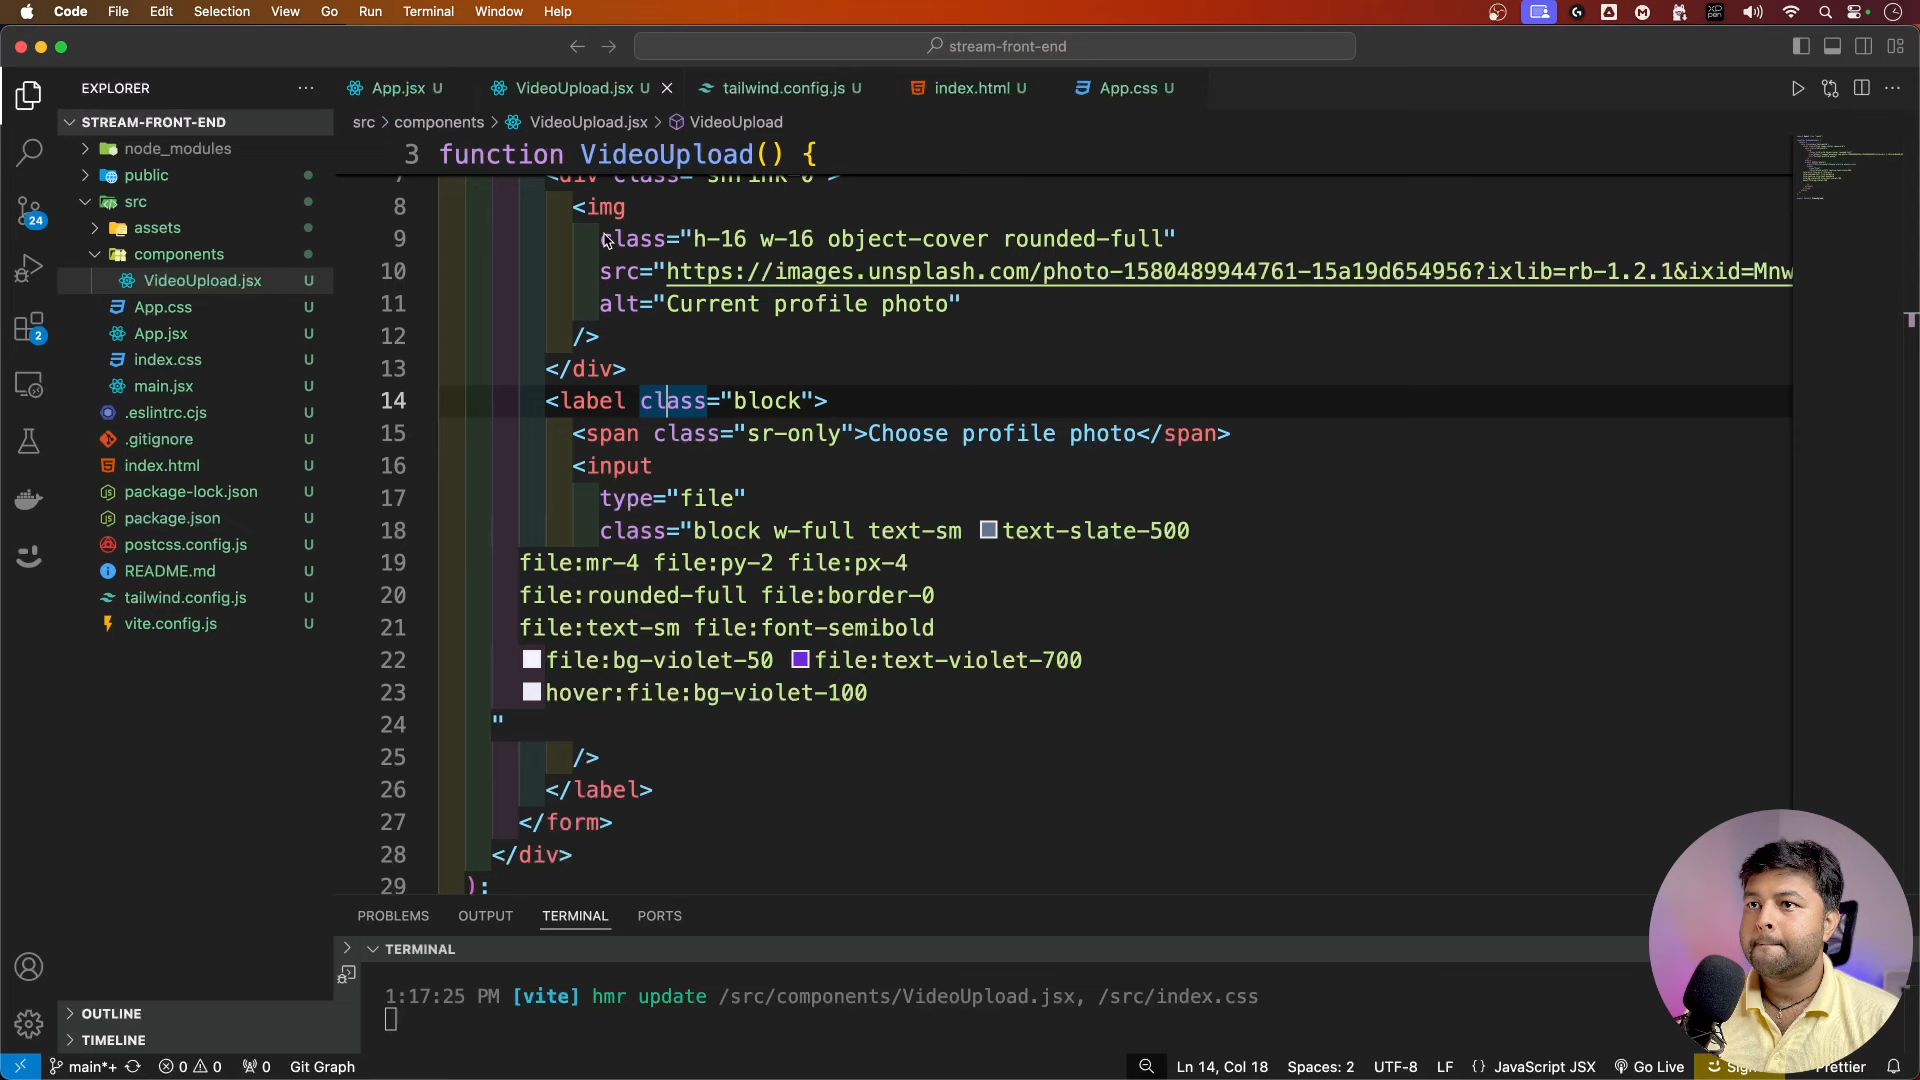 Code File Edit Selection View Go Run Terminal Window Help
stream-front-end
EXPLORER
App.jsx U
VideoUpload.jsx U
tailwind.config.js U
index.html U
App.css U
STREAM-FRONT-END
src > components > VideoUpload.jsx > VideoUpload
node_modules
public
src
assets
components
VideoUpload.jsx U
App.css U
App.jsx U
index.css U
main.jsx U
.eslintrc.cjs U
.gitignore U
index.html U
package-lock.json U
package.json U
postcss.config.js U
README.md U
tailwind.config.js U
vite.config.js U
24
2
3 function VideoUpload() {
7 <div class="shrink-0">
8 <img
9 class="h-16 w-16 object-cover rounded-full"
10 src="https://images.unsplash.com/photo-1580489944761-15a19d654956?ixlib=rb-1.2.1&ixid=Mnw
11 alt="Current profile photo"
12 />
13 </div>
14 <label class="block">
15 <span class="sr-only">Choose profile photo</span>
16 <input
17 type="file"
18 class="block w-full text-sm text-slate-500
19 file:mr-4 file:py-2 file:px-4
20 file:rounded-full file:border-0
21 file:text-sm file:font-semibold
22 file:bg-violet-50 file:text-violet-700
23 hover:file:bg-violet-100
24 "
25 />
26 </label>
27 </form>
28 </div>
29 );
PROBLEMS OUTPUT TERMINAL PORTS
TERMINAL
1:17:25 PM [vite] hmr update /src/components/VideoUpload.jsx, /src/index.css
OUTLINE
TIMELINE
main*+ 0 0 0 Git Graph
Ln 14, Col 18 Spaces: 2 UTF-8 LF {} JavaScript JSX Go Live Prettier